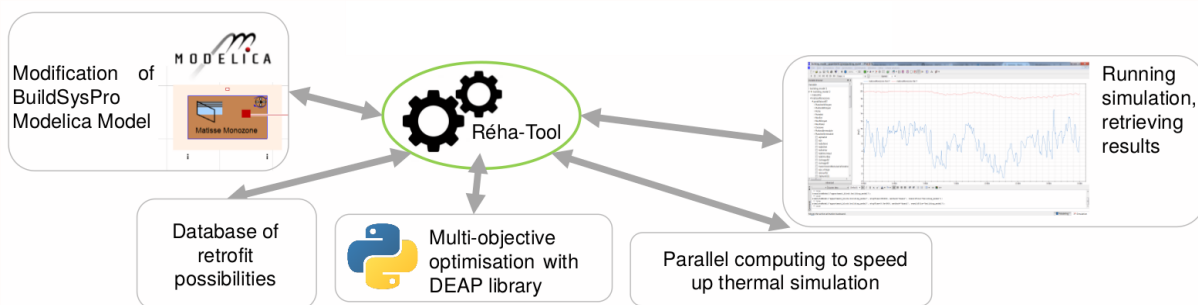 MODELICA
Modification of
BuildSysPro
Modelica Model
Matisse Monozone
Réha-Tool
Running
simulation,
retrieving
results
Database of
retrofit
possibilities
Multi-objective
optimisation with
DEAP library
Parallel computing to speed
up thermal simulation